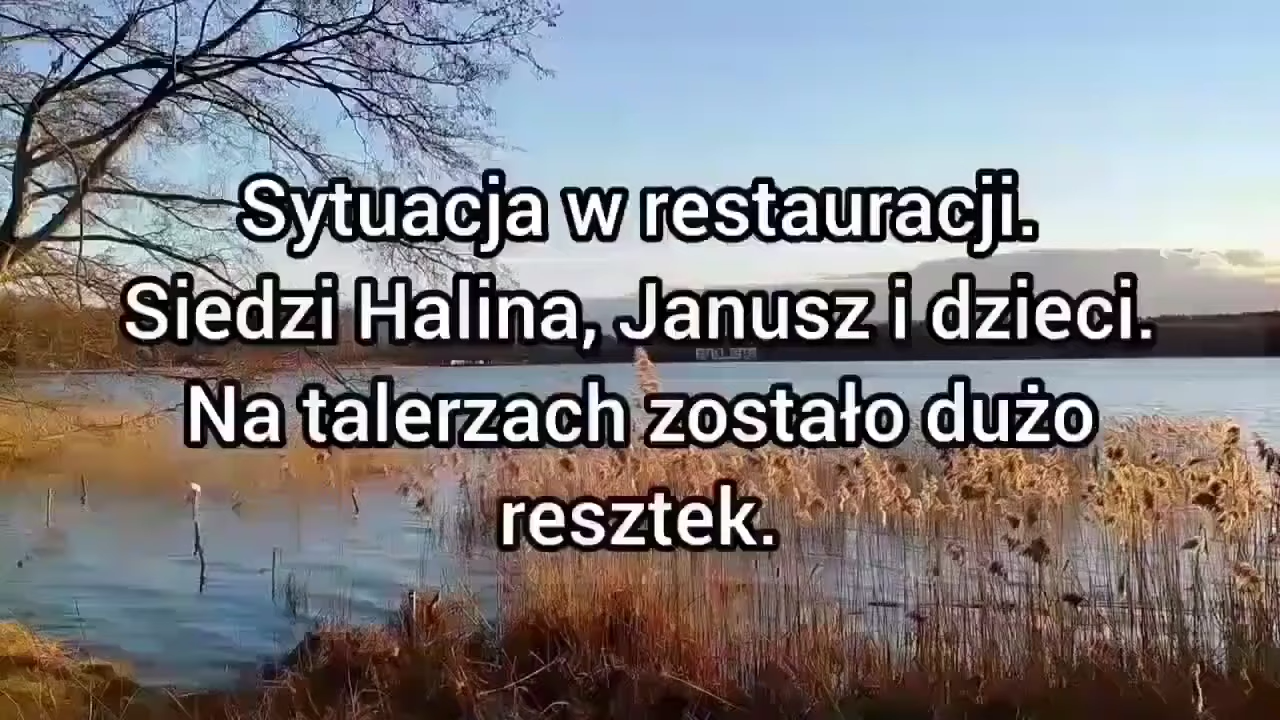 Sytuacja w restauracji.
Siedzi Halina, Janusz i dzieci.
Na talerzach zostało dużo
resztek.